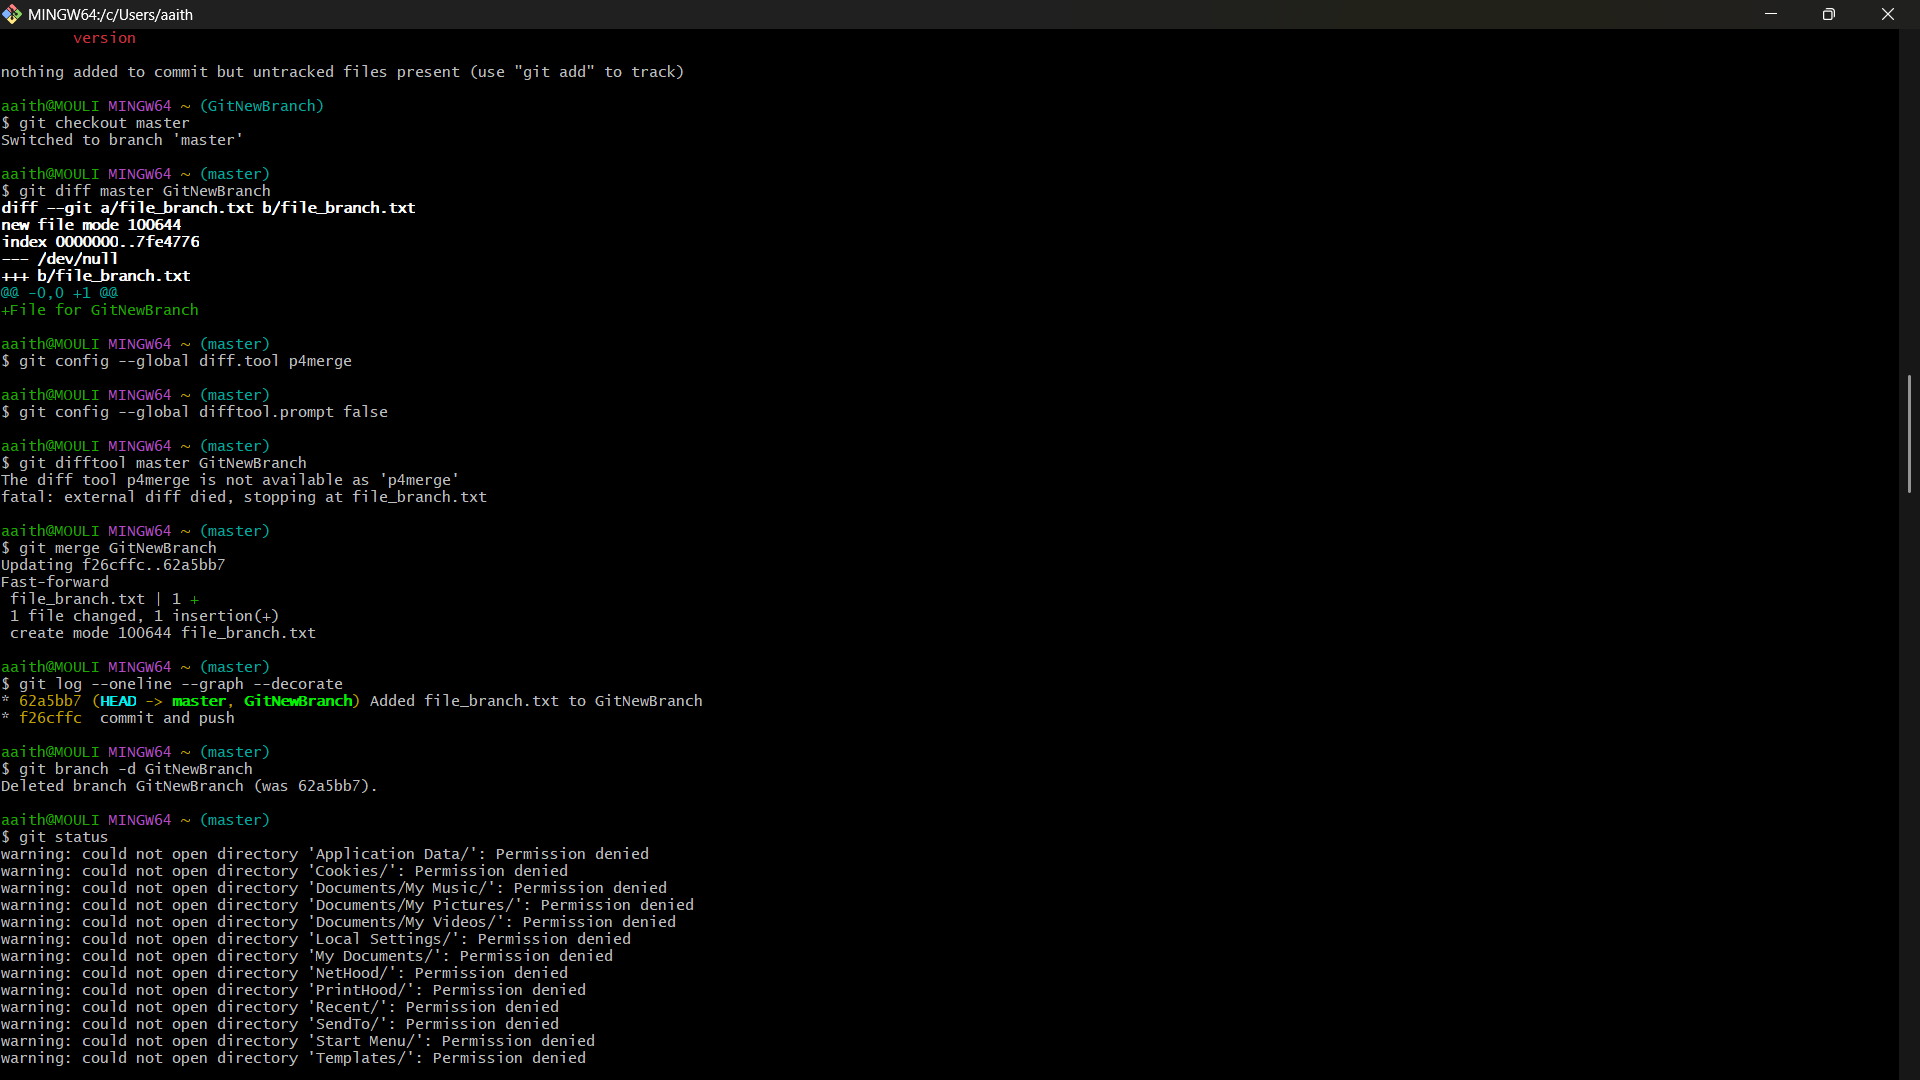 MINGW64:/c/Users/aaith
version
nothing added to commit but untracked files present (use "git add" to track)
aaith@MOULI MINGW64 ~ (GitNewBranch)
$ git checkout master
Switched to branch 'master'
aaith@MOULI MINGW64 ~ (master)
$ git diff master GitNewBranch
diff --git a/file_branch.txt b/file_branch.txt
new file mode 100644
index 0000000..7fe4776
--- /dev/null
+++ b/file_branch.txt
@@ -0,0 +1 @@
+File for GitNewBranch
aaith@MOULI MINGW64 ~ (master)
$ git config --global diff.tool p4merge
aaith@MOULI MINGW64 ~ (master)
$ git config --global difftool.prompt false
aaith@MOULI MINGW64 ~ (master)
$ git difftool master GitNewBranch
The diff tool p4merge is not available as 'p4merge'
fatal: external diff died, stopping at file_branch.txt
aaith@MOULI MINGW64 ~ (master)
$ git merge GitNewBranch
Updating f26cffc..62a5bb7
Fast-forward
 file_branch.txt | 1 +
 1 file changed, 1 insertion(+)
 create mode 100644 file_branch.txt
aaith@MOULI MINGW64 ~ (master)
$ git log --oneline --graph --decorate
* 62a5bb7 (HEAD -> master, GitNewBranch) Added file_branch.txt to GitNewBranch
* f26cffc  commit and push
aaith@MOULI MINGW64 ~ (master)
$ git branch -d GitNewBranch
Deleted branch GitNewBranch (was 62a5bb7).
aaith@MOULI MINGW64 ~ (master)
$ git status
warning: could not open directory 'Application Data/': Permission denied
warning: could not open directory 'Cookies/': Permission denied
warning: could not open directory 'Documents/My Music/': Permission denied
warning: could not open directory 'Documents/My Pictures/': Permission denied
warning: could not open directory 'Documents/My Videos/': Permission denied
warning: could not open directory 'Local Settings/': Permission denied
warning: could not open directory 'My Documents/': Permission denied
warning: could not open directory 'NetHood/': Permission denied
warning: could not open directory 'PrintHood/': Permission denied
warning: could not open directory 'Recent/': Permission denied
warning: could not open directory 'SendTo/': Permission denied
warning: could not open directory 'Start Menu/': Permission denied
warning: could not open directory 'Templates/': Permission denied